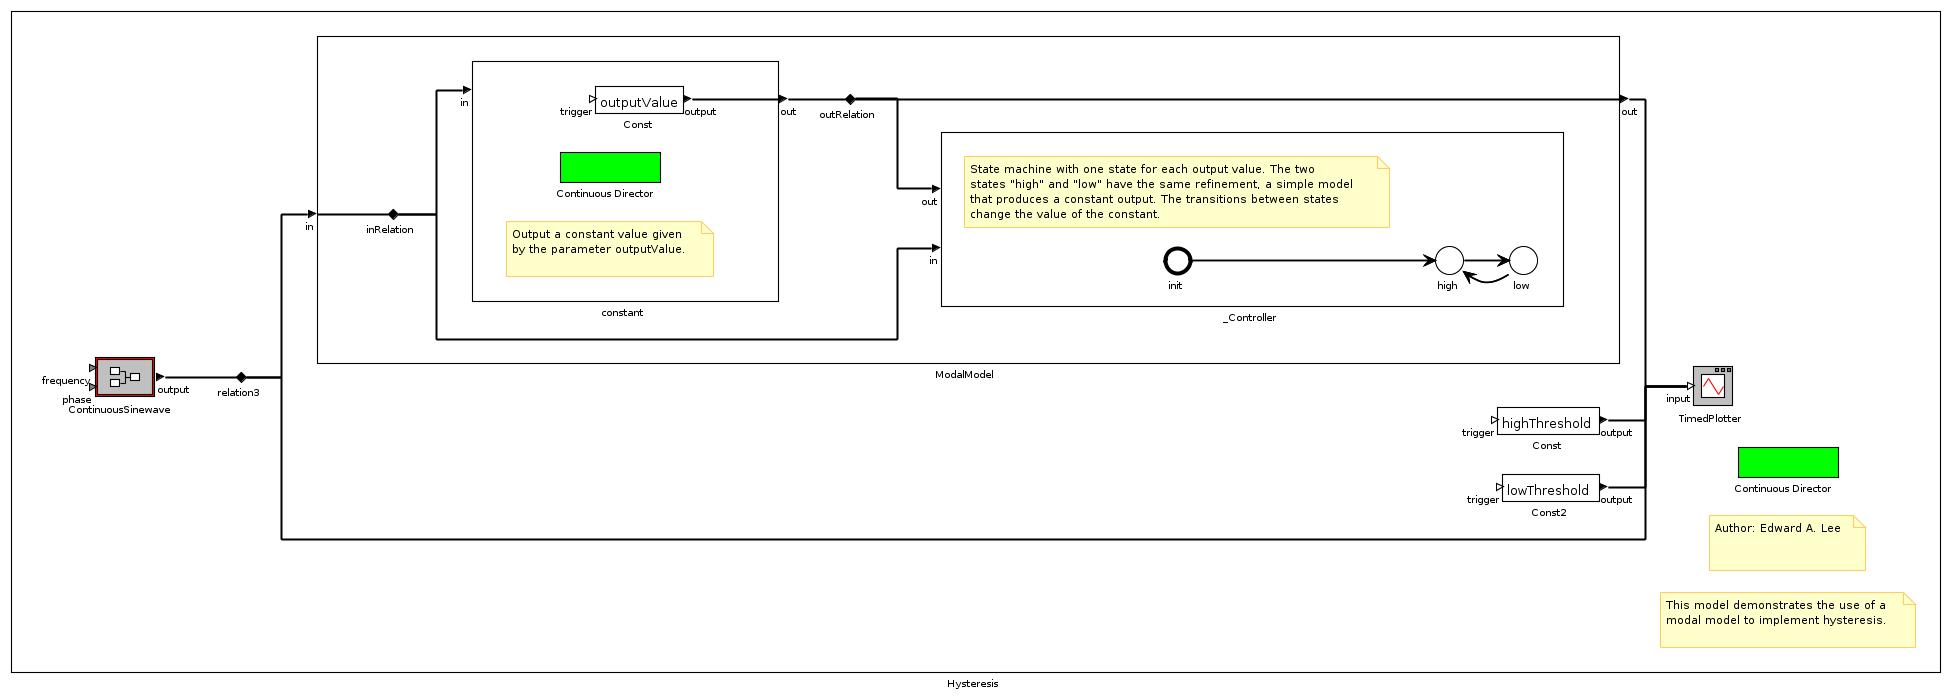 outputValue
trigger
output
Const
Continuous Director
Output a constant value given
by the parameter outputValue.
in
out
constant
outRelation
out
State machine with one state for each output value. The two
states "high" and "low" have the same refinement, a simple model
that produces a constant output. The transitions between states
change the value of the constant.
out
in
init
high
low
_Controller
in
inRelation
ModalModel
frequency
phase
output
ContinuousSinewave
relation3
input
TimedPlotter
highThreshold
trigger
output
Const
lowThreshold
trigger
output
Const2
Continuous Director
Author: Edward A. Lee
This model demonstrates the use of a
modal model to implement hysteresis.
Hysteresis